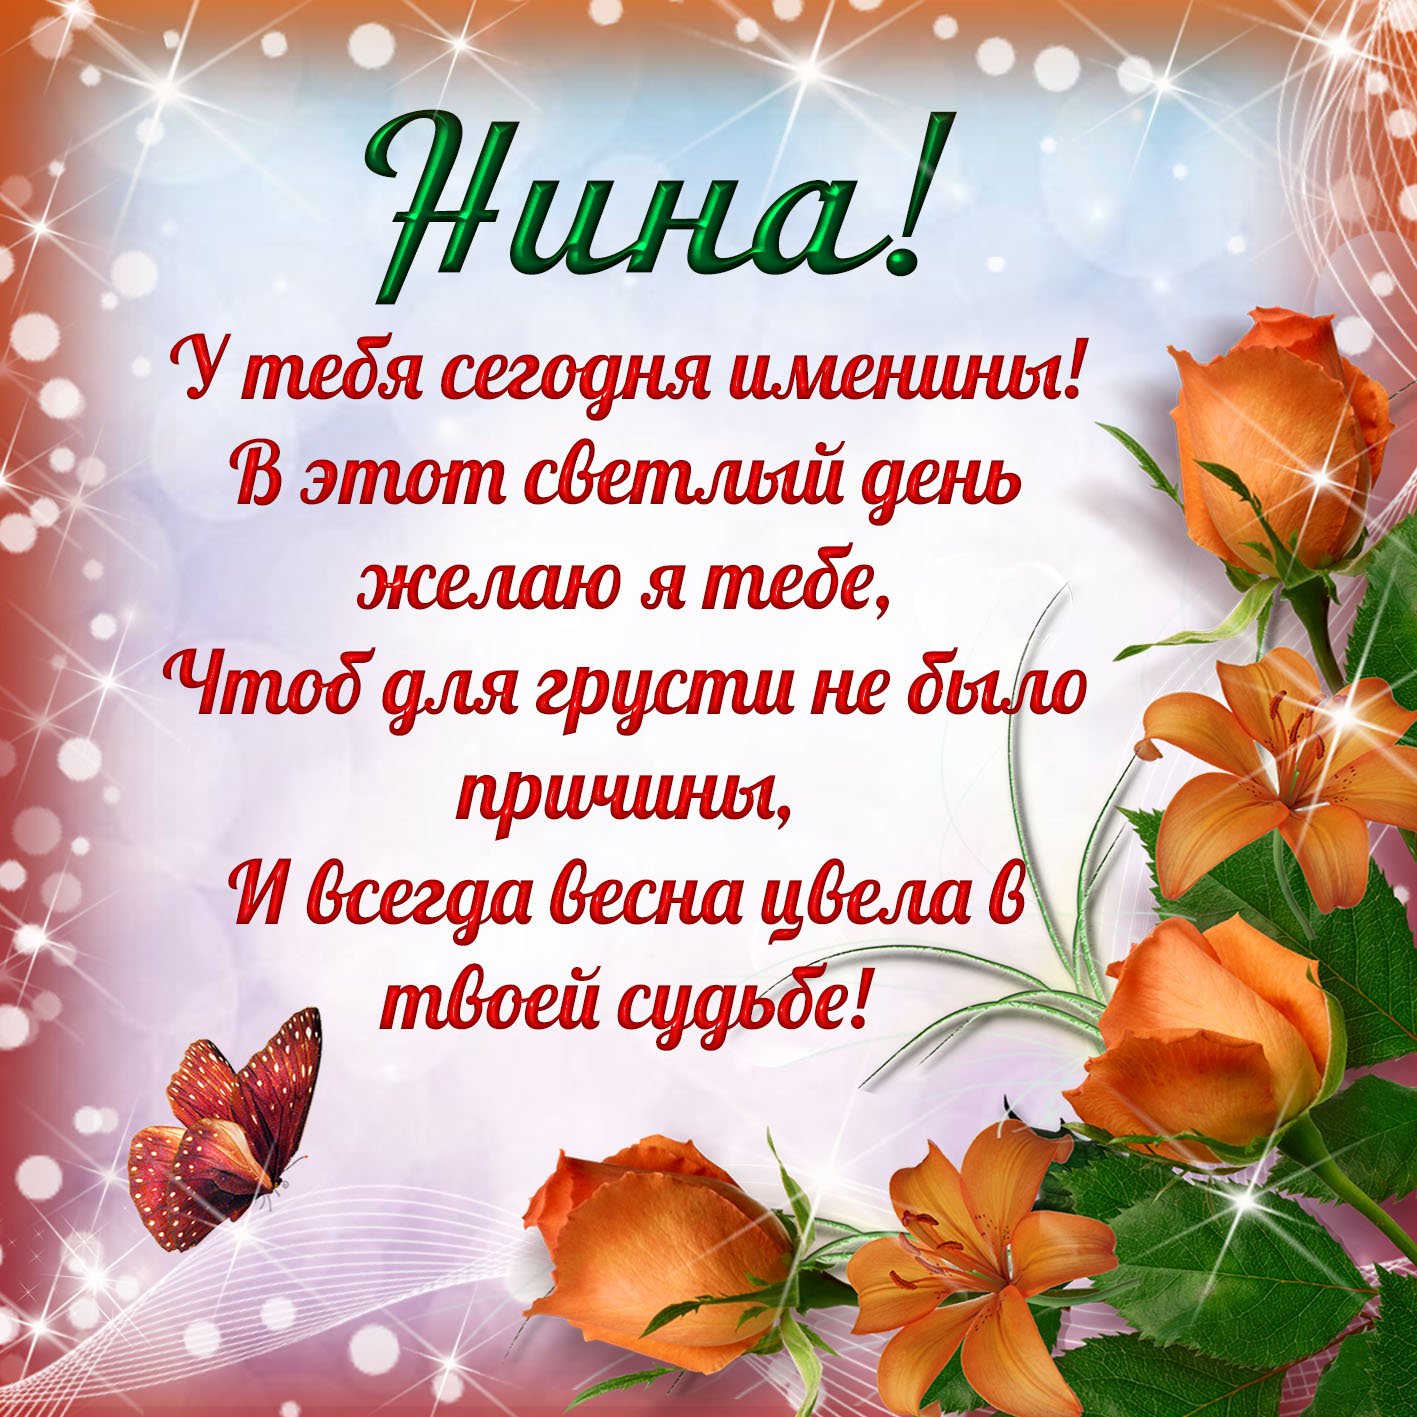 Нина!
У тебя сегодня именины!
В этот светлый день
желаю я тебе,
Чтоб для грусти не было
причины,
И всегда весна цвела в
твоей судьбе!